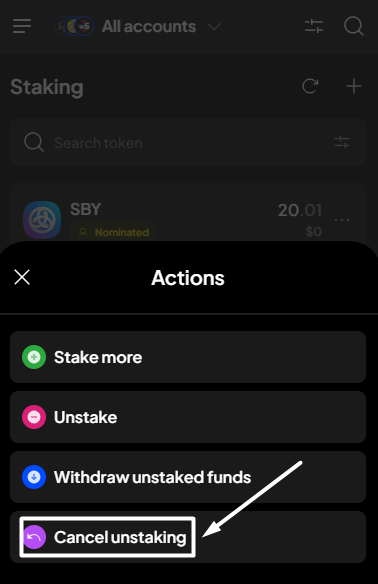 +6 All accounts
Staking
Search token
SBY 20.01
Nominated $0
Actions
Stake more
Unstake
Withdraw unstaked funds
Cancel unstaking